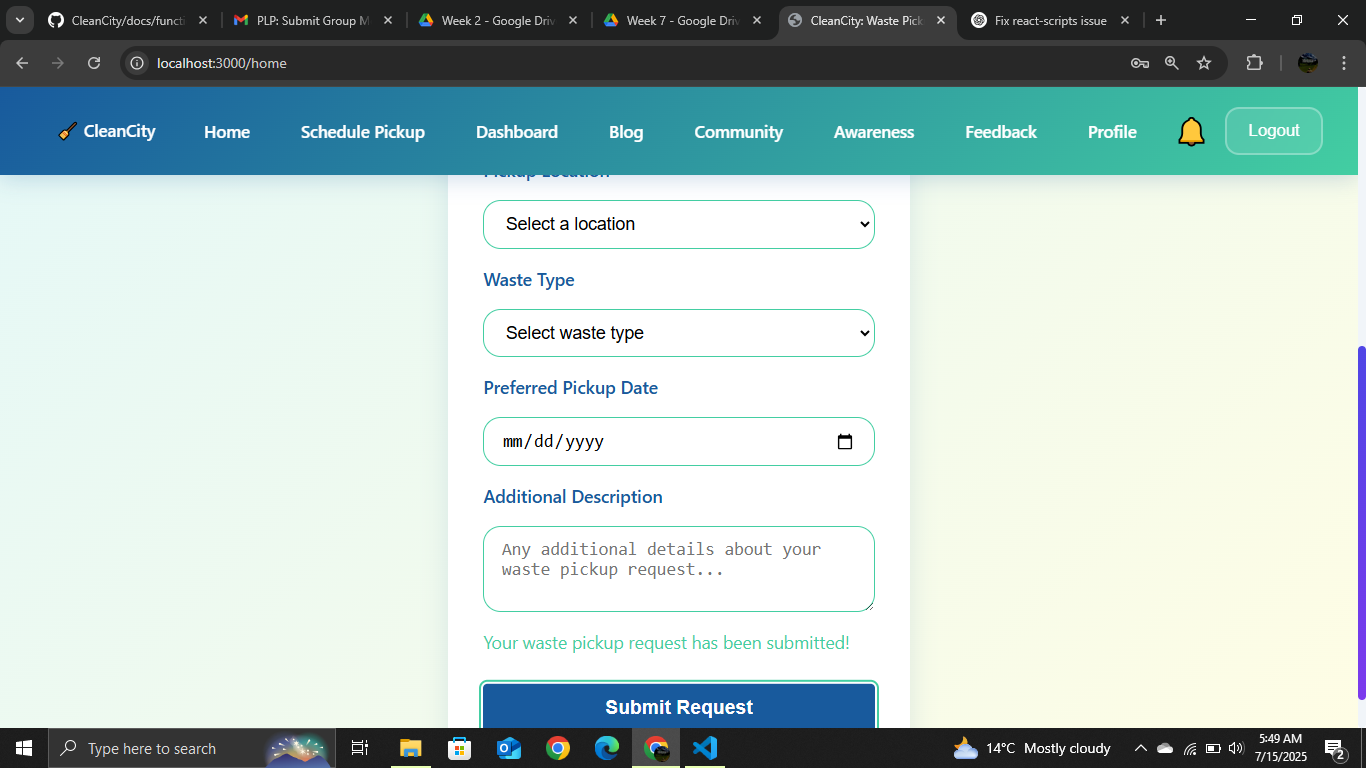 CleanCity/docs/functi
PLP: Submit Group M
Week 2 - Google Driv
Week 7 - Google Driv
CleanCity: Waste Pick
Fix react-scripts issue
localhost:3000/home
CleanCity
Home
Schedule Pickup
Dashboard
Blog
Community
Awareness
Feedback
Profile
Logout
Pickup Location
Select a location
Waste Type
Select waste type
Preferred Pickup Date
mm/dd/yyyy
Additional Description
Any additional details about your
waste pickup request...
Your waste pickup request has been submitted!
Submit Request
Type here to search
14°C Mostly cloudy
5:49 AM
7/15/2025
2